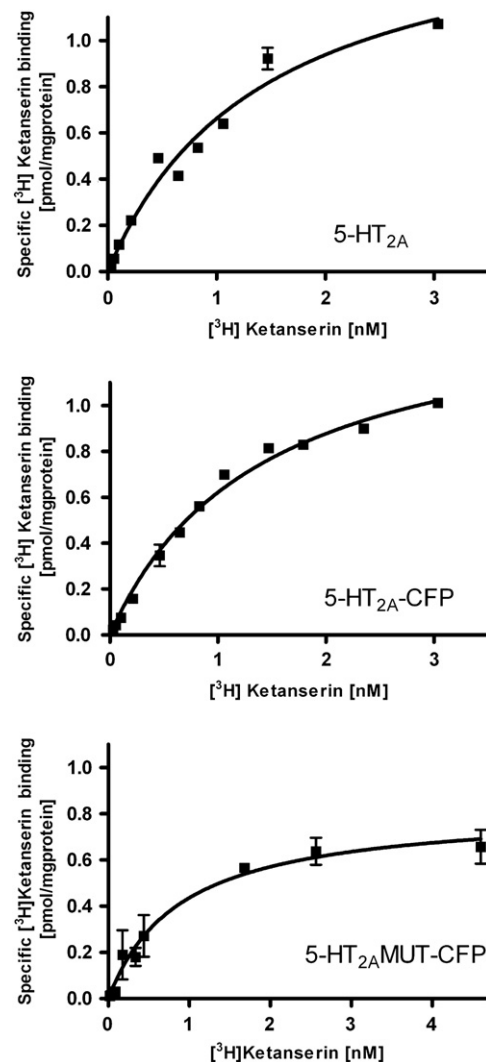 Specific [³H] Ketanserin binding
[pmol/mgprotein]
1.0
0.8
0.6
0.4
0.2
0.0
5-HT₂A
0
1
2
3
[³H] Ketanserin [nM]
Specific [³H] Ketanserin binding
[pmol/mgprotein]
1.0
0.8
0.6
0.4
0.2
0.0
5-HT₂A-CFP
0
1
2
3
[³H] Ketanserin [nM]
Specific [³H]Ketanserin binding
[pmol/mgprotein]
1.0
0.8
0.6
0.4
0.2
0.0
5-HT₂AMUT-CFP
0
1
2
3
4
[³H]Ketanserin [nM]